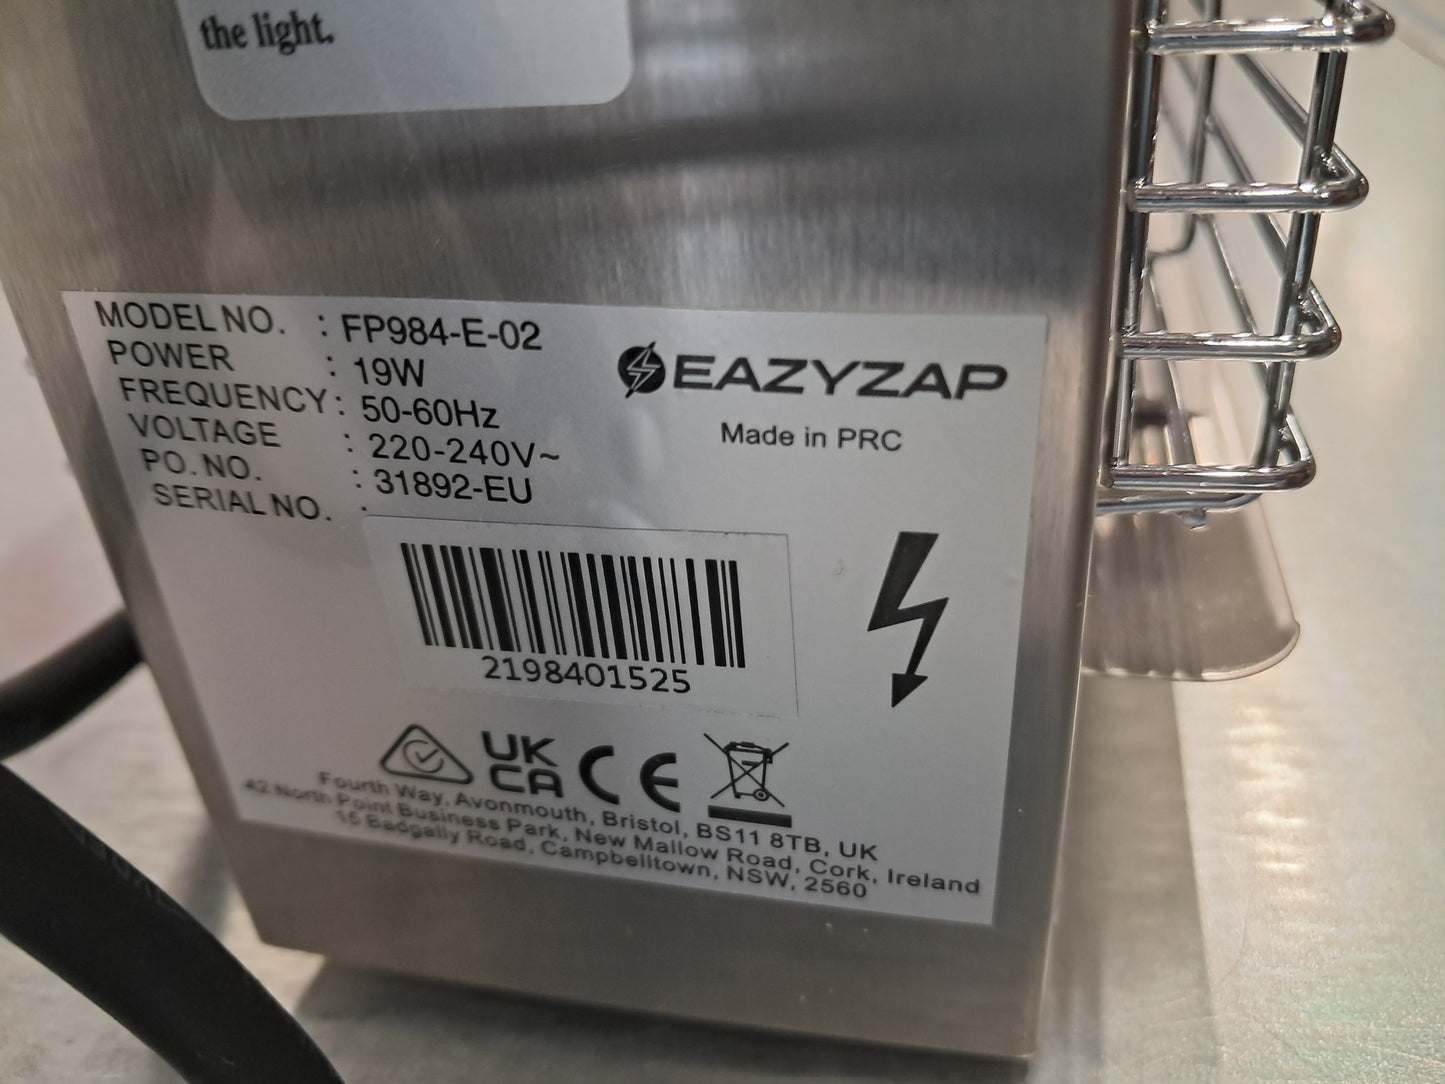 the light.
MODEL NO. : FP984-E-02
POWER : 19W
FREQUENCY : 50-60Hz
VOLTAGE : 220-240V~
PO. NO. : 31892-EU
SERIAL NO. :
EAZYZAP
Made in PRC
2198401525
UK
CA
CE
Fourth Way, Avonmouth, Bristol, BS11 8TB, UK
42 North Point Business Park, New Mallow Road, Cork, Ireland
15 Badgally Road, Campbelltown, NSW, 2560